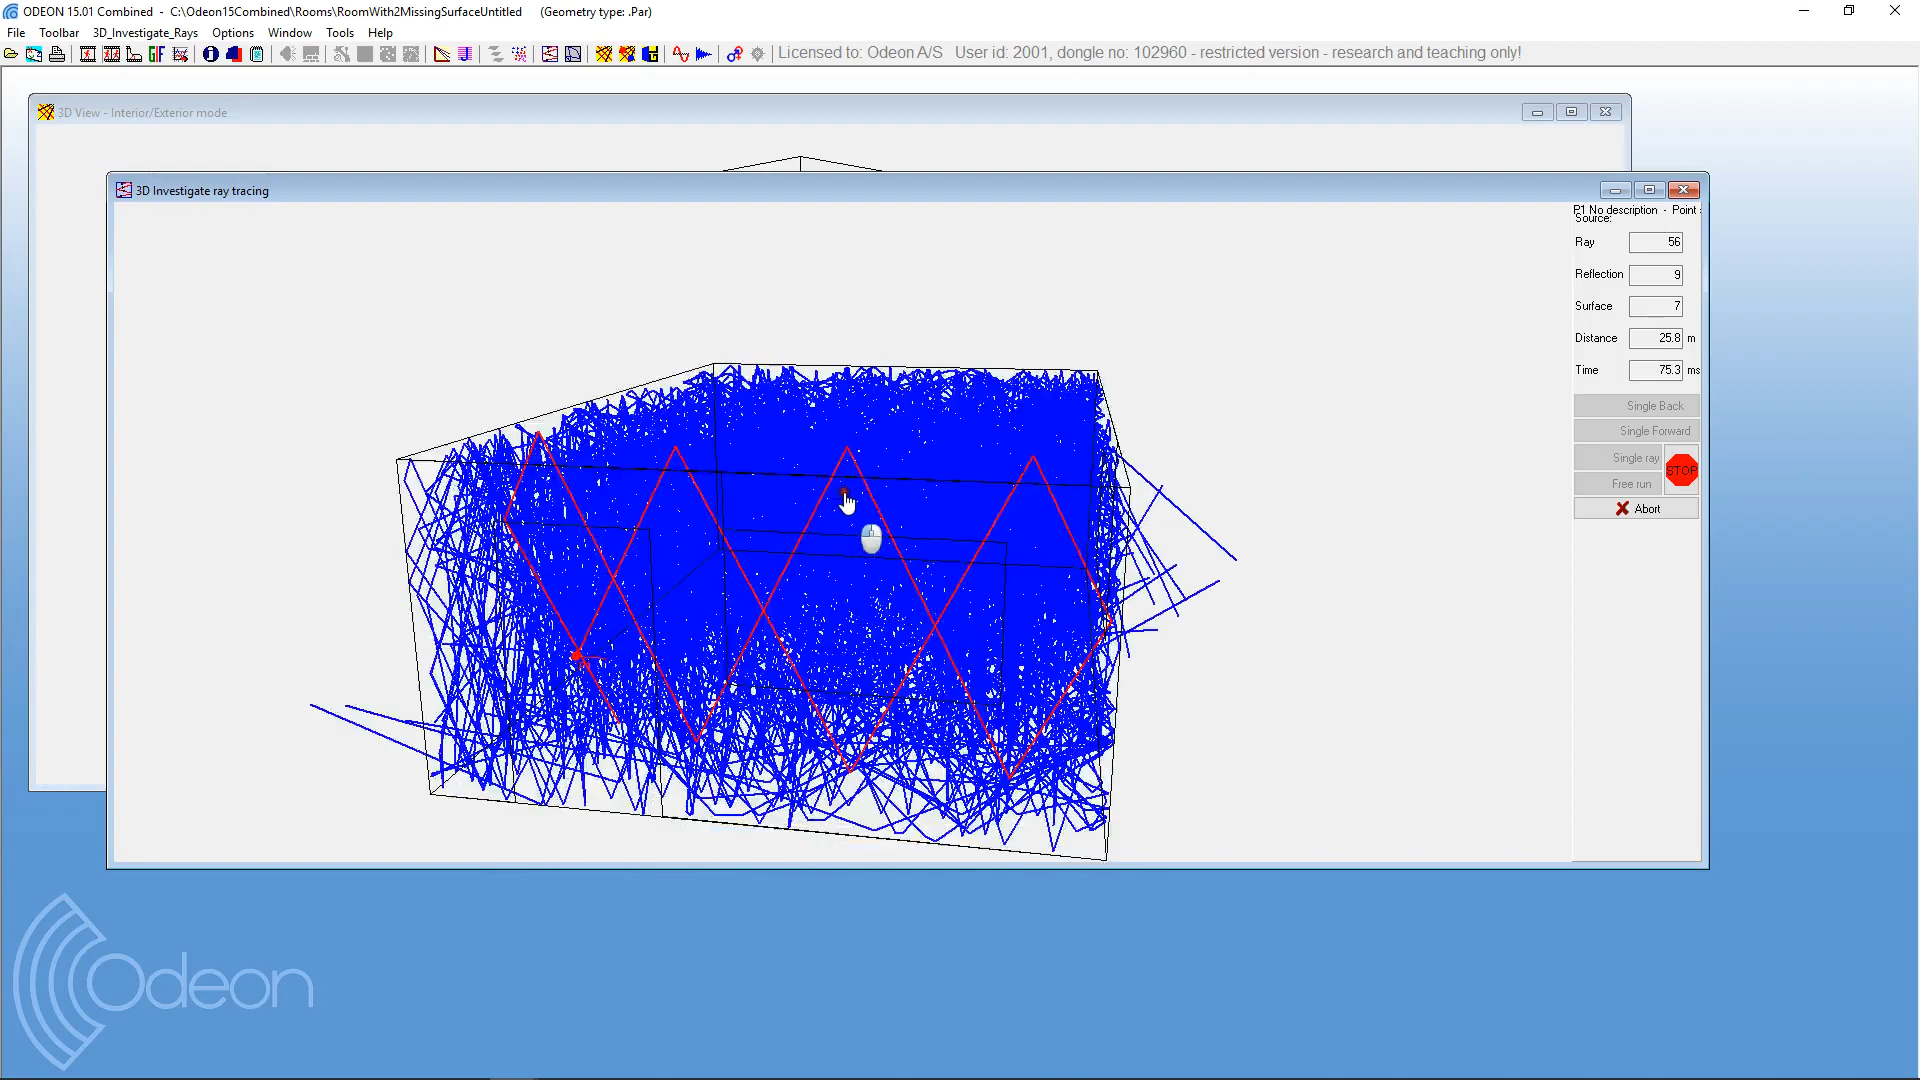 ODEON 15.01 Combined - C:\Odeon15Combined\Rooms\RoomWith2MissingSurfaceUntitled (Geometry type: .Par)
File Toolbar 3D_Investigate_Rays Options Window Tools Help
GIF Licensed to: Odeon A/S User id: 2001, dongle no: 102960 - restricted version - research and teaching only!
3D View - Interior/Exterior mode
3D Investigate ray tracing
P1 No description - Point
Source:
Ray 56
Reflection 9
Surface 7
Distance 25.8 m
Time 75.3 ms
Single Back
Single Forward
Single ray
STOP
Free run
Abort
Odeon